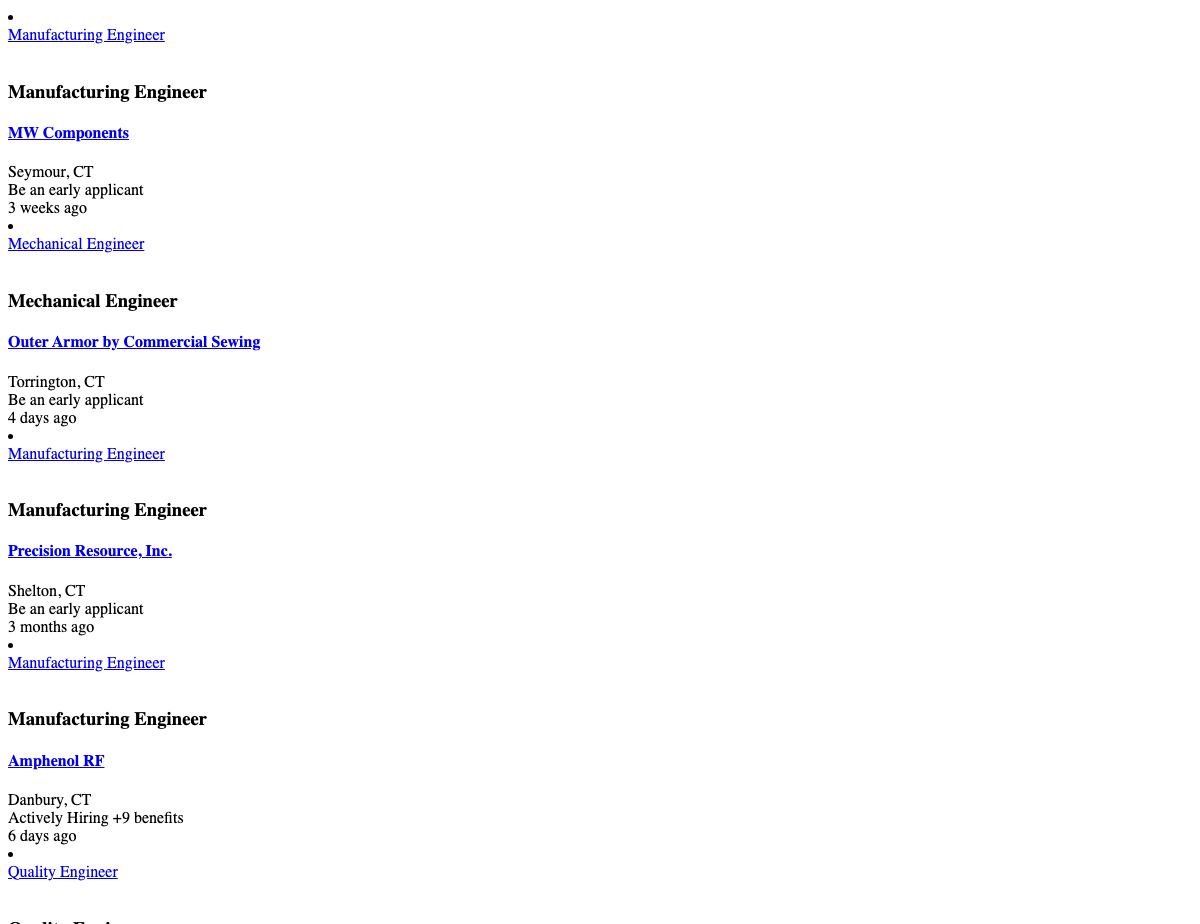 Manufacturing Engineer
Manufacturing Engineer
MW Components
Seymour, CT
Be an early applicant
3 weeks ago
Mechanical Engineer
Mechanical Engineer
Outer Armor by Commercial Sewing
Torrington, CT
Be an early applicant
4 days ago
Manufacturing Engineer
Manufacturing Engineer
Precision Resource, Inc.
Shelton, CT
Be an early applicant
3 months ago
Manufacturing Engineer
Manufacturing Engineer
Amphenol RF
Danbury, CT
Actively Hiring +9 benefits
6 days ago
Quality Engineer